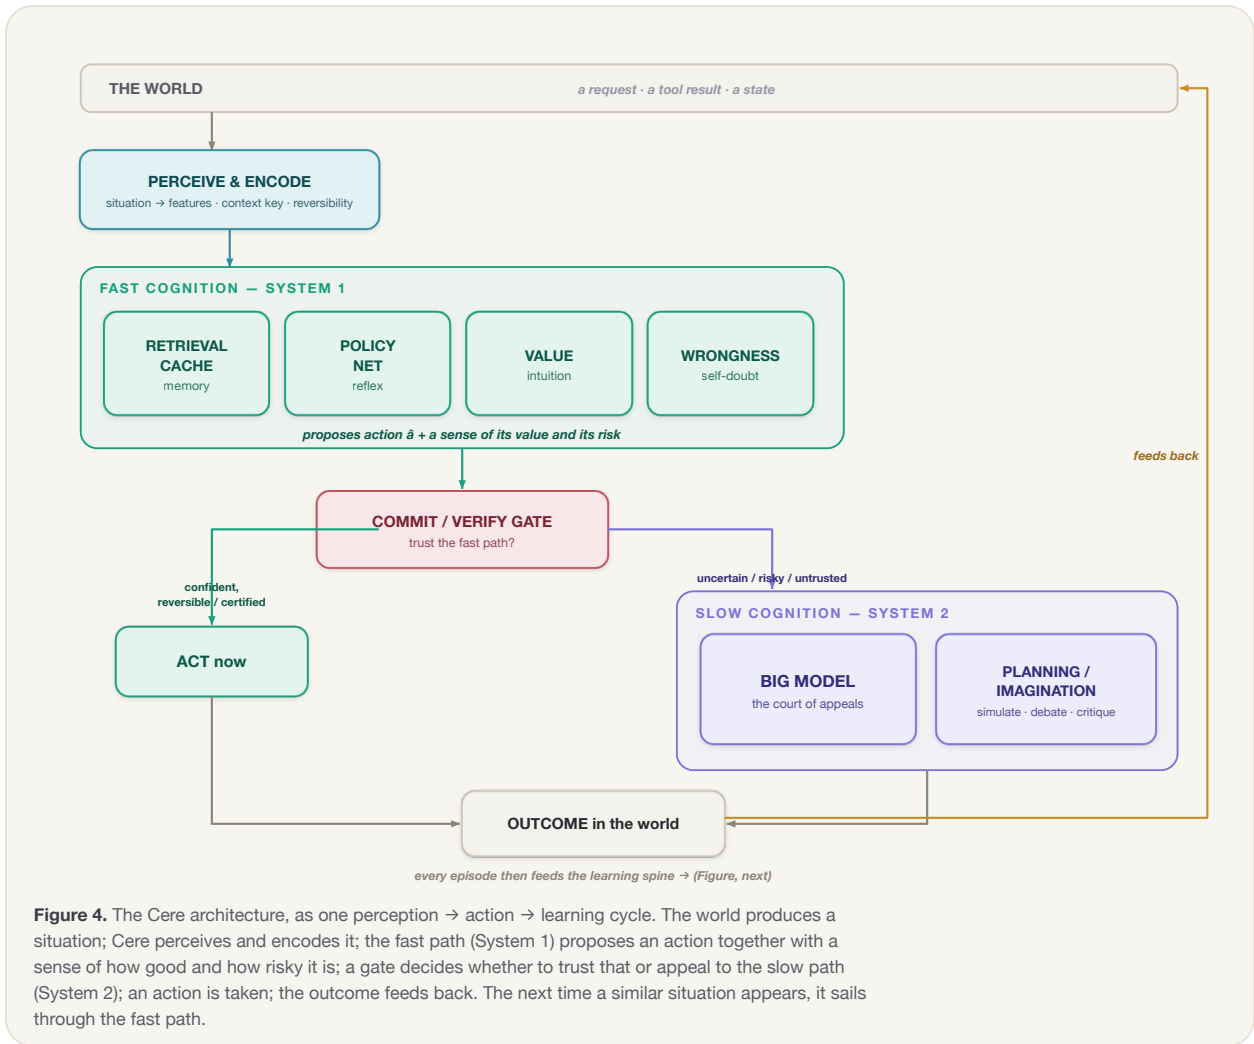 THE WORLD
a request · a tool result · a state
PERCEIVE & ENCODE
situation → features · context key · reversibility
FAST COGNITION — SYSTEM 1
RETRIEVAL
CACHE
memory
POLICY
NET
reflex
VALUE
intuition
WRONGNESS
self-doubt
proposes action â + a sense of its value and its risk
feeds back
COMMIT / VERIFY GATE
trust the fast path?
confident,
reversible / certified
uncertain / risky / untrusted
ACT now
SLOW COGNITION — SYSTEM 2
BIG MODEL
the court of appeals
PLANNING /
IMAGINATION
simulate · debate · critique
OUTCOME in the world
every episode then feeds the learning spine → (Figure, next)
Figure 4. The Cere architecture, as one perception → action → learning cycle. The world produces a
situation; Cere perceives and encodes it; the fast path (System 1) proposes an action together with a
sense of how good and how risky it is; a gate decides whether to trust that or appeal to the slow path
(System 2); an action is taken; the outcome feeds back. The next time a similar situation appears, it sails
through the fast path.